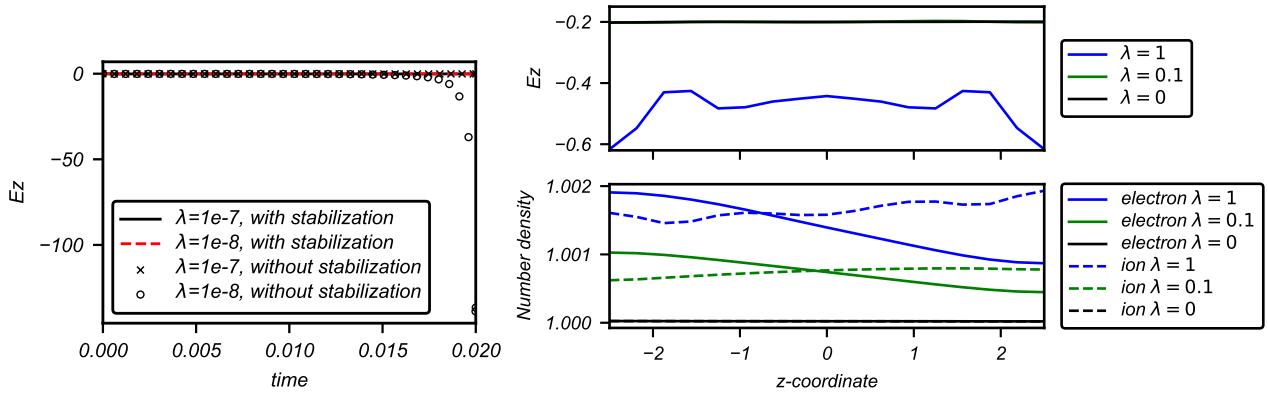 Ez
0
−50
−100
λ=1e-7, with stabilization
λ=1e-8, with stabilization
λ=1e-7, without stabilization
λ=1e-8, without stabilization
0.000 0.005 0.010 0.015 0.020
time
Ez
−0.2
−0.4
−0.6
λ = 1
λ = 0.1
λ = 0
Number density
1.002
1.001
1.000
−2 −1 0 1 2
z-coordinate
electron λ = 1
electron λ = 0.1
electron λ = 0
ion λ = 1
ion λ = 0.1
ion λ = 0